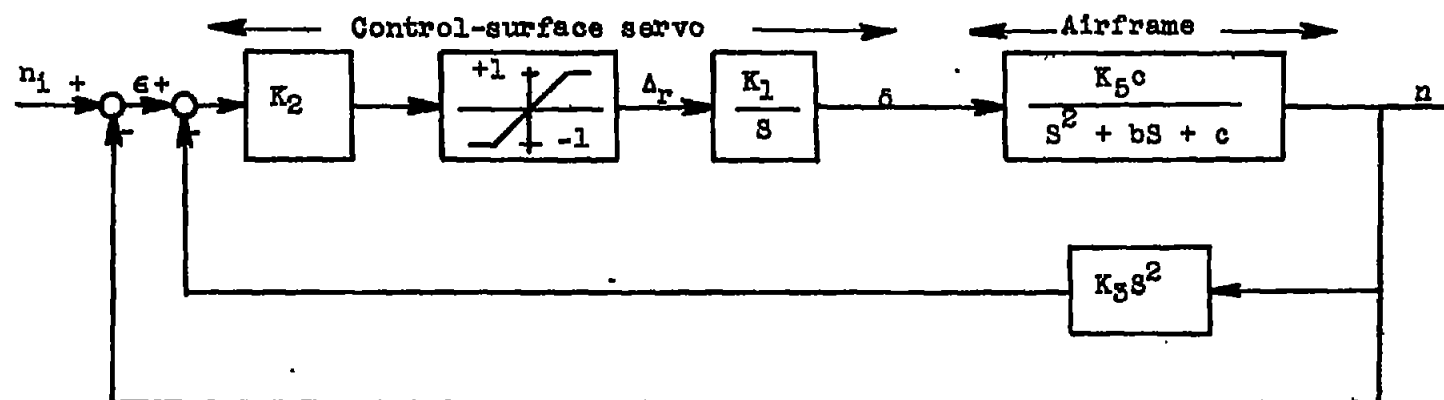 Control-surface servo
Airframe
n_i + ϵ + K_2 +1 -1 Δ_r K_1 / S δ K_5c / S^2 + bS + c n
- -
K_3S^2